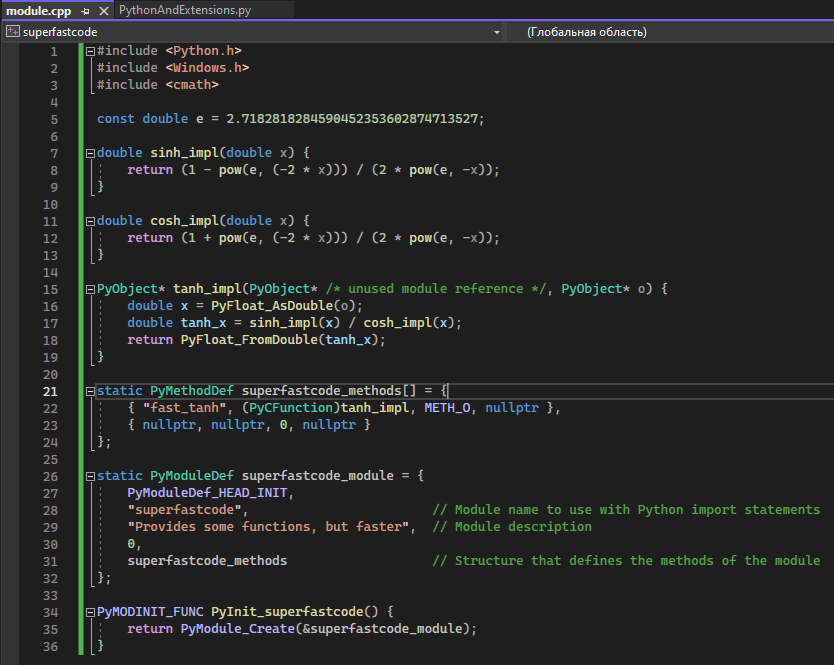 module.cpp PythonAndExtensions.py
superfastcode (Глобальная область)
1 #include <Python.h>
2 #include <Windows.h>
3 #include <cmath>
4
5 const double e = 2.7182818284590452353602874713527;
6
7 double sinh_impl(double x) {
8     return (1 - pow(e, (-2 * x))) / (2 * pow(e, -x));
9 }
10
11 double cosh_impl(double x) {
12     return (1 + pow(e, (-2 * x))) / (2 * pow(e, -x));
13 }
14
15 PyObject* tanh_impl(PyObject* /* unused module reference */, PyObject* o) {
16     double x = PyFloat_AsDouble(o);
17     double tanh_x = sinh_impl(x) / cosh_impl(x);
18     return PyFloat_FromDouble(tanh_x);
19 }
20
21 static PyMethodDef superfastcode_methods[] = {
22     { "fast_tanh", (PyCFunction)tanh_impl, METH_O, nullptr },
23     { nullptr, nullptr, 0, nullptr }
24 };
25
26 static PyModuleDef superfastcode_module = {
27     PyModuleDef_HEAD_INIT,
28     "superfastcode",                        // Module name to use with Python import statements
29     "Provides some functions, but faster",  // Module description
30     0,
31     superfastcode_methods                   // Structure that defines the methods of the module
32 };
33
34 PyMODINIT_FUNC PyInit_superfastcode() {
35     return PyModule_Create(&superfastcode_module);
36 }